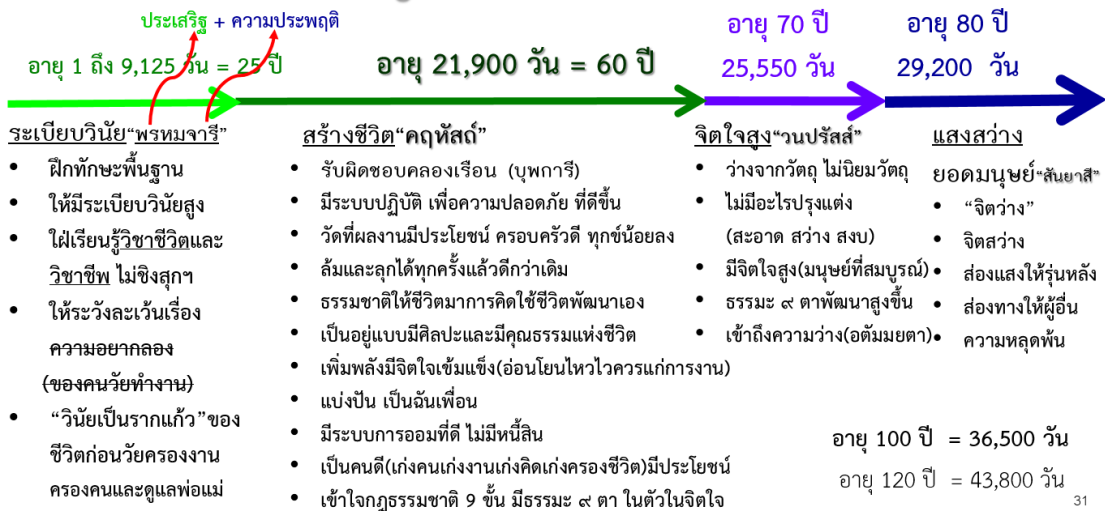 ประเสริฐ + ความประพฤติ
อายุ 1 ถึง 9,125 วัน = 25 ปี
อายุ 21,900 วัน = 60 ปี
อายุ 70 ปี
25,550 วัน
อายุ 80 ปี
29,200 วัน
ระเบียบวินัย“พรหมจารี”
• ฝึกทักษะพื้นฐาน
• ให้มีระเบียบวินัยสูง
• ใฝ่เรียนรู้วิชาชีวิตและ
วิชาชีพ ไม่ชิงสุกฯ
• ให้ระวังละเว้นเรื่อง
ความอยากลอง
(ของคนวัยทำงาน)
• “วินัยเป็นรากแก้ว”ของ
ชีวิตก่อนวัยครองงาน
ครองคนและดูแลพ่อแม่
สร้างชีวิต“คฤหัสถ์”
• รับผิดชอบคลองเรือน (บุพการี)
• มีระบบปฏิบัติ เพื่อความปลอดภัย ที่ดีขึ้น
• วัดที่ผลงานมีประโยชน์ ครอบครัวดี ทุกข์น้อยลง
• ล้มและลุกได้ทุกครั้งแล้วดีกว่าเดิม
• ธรรมชาติให้ชีวิตมาการคิดใช้ชีวิตพัฒนาเอง
• เป็นอยู่แบบมีศิลปะและมีคุณธรรมแห่งชีวิต
• เพิ่มพลังมีจิตใจเข้มแข็ง(อ่อนโยนไหวไวควรแก่การงาน)
• แบ่งปัน เป็นฉันเพื่อน
• มีระบบการออมที่ดี ไม่มีหนี้สิน
• เป็นคนดี(เก่งคนเก่งงานเก่งคิดเก่งครองชีวิต)มีประโยชน์
• เข้าใจกฎธรรมชาติ 9 ขั้น มีธรรมะ ๙ ตา ในตัวในจิตใจ
จิตใจสูง“วนปรัสส์”
• ว่างจากวัตถุ ไม่นิยมวัตถุ
• ไม่มีอะไรปรุงแต่ง
(สะอาด สว่าง สงบ)
• มีจิตใจสูง(มนุษย์ที่สมบูรณ์)
• ธรรมะ ๙ ตาพัฒนาสูงขึ้น
• เข้าถึงความว่าง(อตัมมยตา)
แสงสว่าง
ยอดมนุษย์“สันยาสี”
• “จิตว่าง”
• จิตสว่าง
• ส่องแสงให้รุ่นหลัง
• ส่องทางให้ผู้อื่น
• ความหลุดพ้น
อายุ 100 ปี = 36,500 วัน
อายุ 120 ปี = 43,800 วัน
31